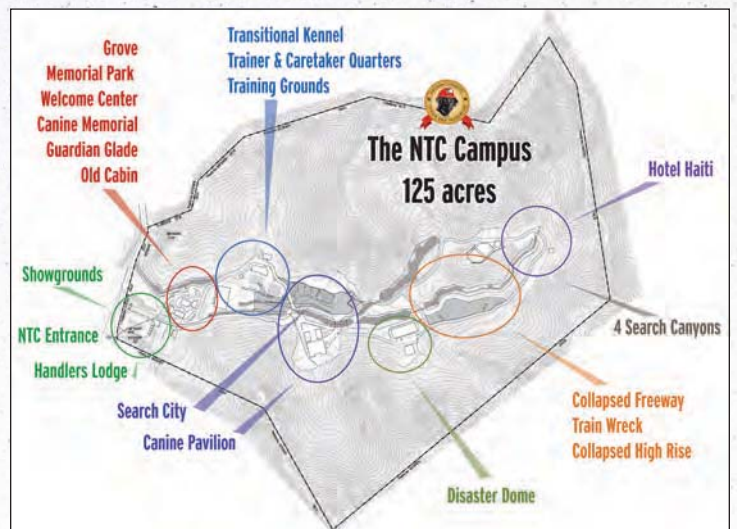 Grove
Memorial Park
Welcome Center
Canine Memorial
Guardian Glade
Old Cabin
Transitional Kennel
Trainer & Caretaker Quarters
Training Grounds
The NTC Campus
125 acres
Hotel Haiti
Showgrounds
NTC Entrance
Handlers Lodge
4 Search Canyons
Search City
Canine Pavilion
Collapsed Freeway
Train Wreck
Collapsed High Rise
Disaster Dome